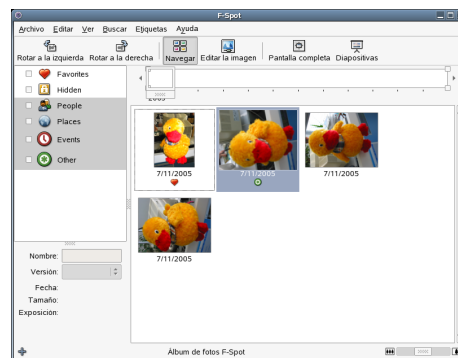 F-Spot
Archivo Editar Ver Buscar Etiquetas Ayuda
Rotar a la izquierda Rotar a la derecha Navegar Editar la imagen Pantalla completa Diapositivas
Favorites
Hidden
People
Places
Events
Other
2005
7/11/2005 7/11/2005 7/11/2005
7/11/2005
Nombre:
Versión:
Fecha:
Tamaño:
Exposición:
Álbum de fotos F-Spot